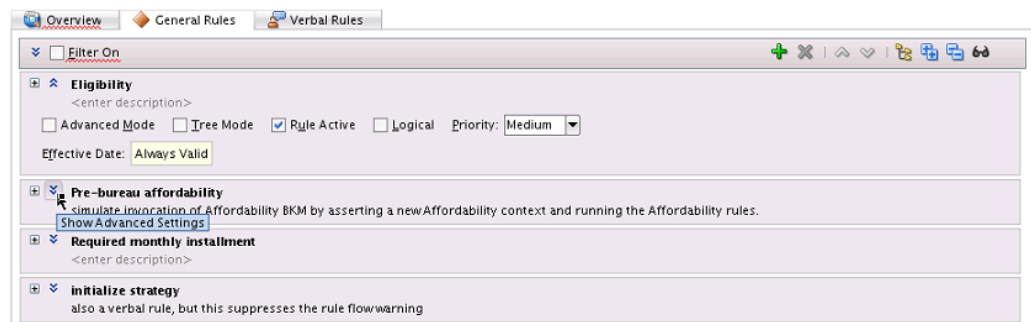 Overview General Rules Verbal Rules
Filter On
Eligibility
<enter description>
Advanced Mode Tree Mode Rule Active Logical Priority: Medium
Effective Date: Always Valid
Pre-bureau affordability
simulate invocation of Affordability BKM by asserting a new Affordability context and running the Affordability rules.
Show Advanced Settings
Required monthly installment
<enter description>
initialize strategy
also a verbal rule, but this suppresses the rule flow warning